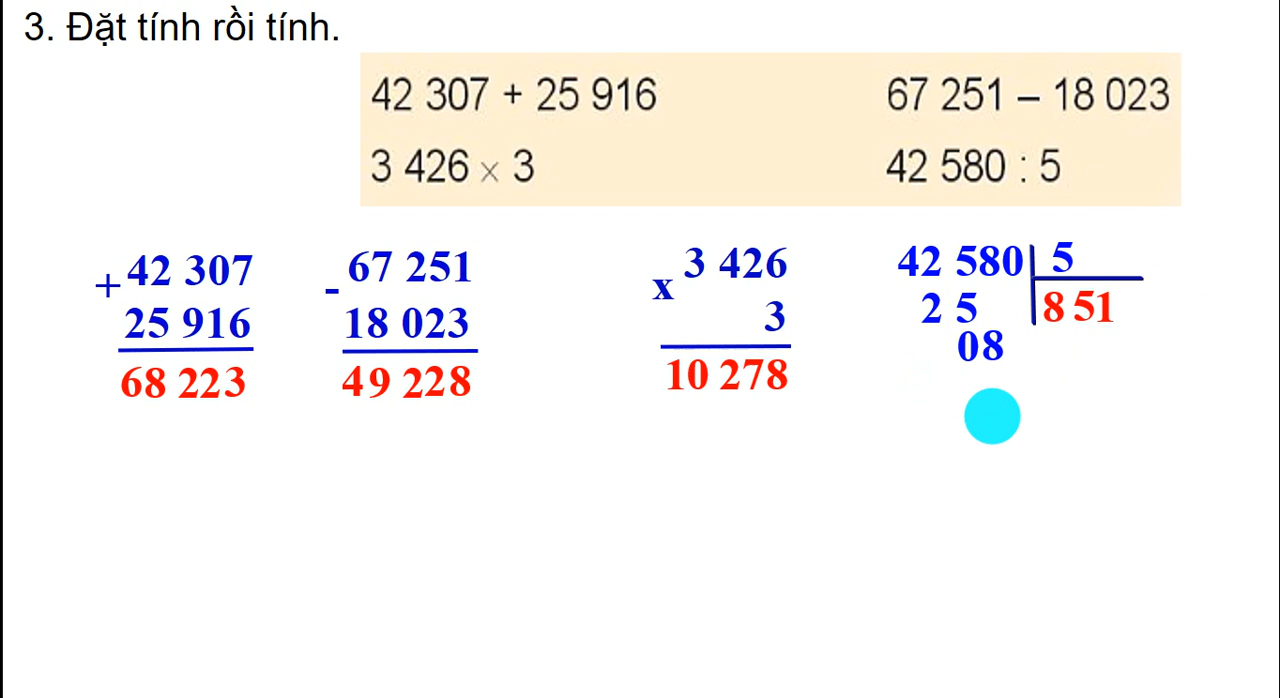 3. Đặt tính rồi tính.
42 307 + 25 916 67 251 – 18 023
3 426 × 3 42 580 : 5
+ 42 307
25 916
68 223
- 67 251
18 023
49 228
x 3 426
3
10 278
42 580 5
2 5 8 51
08